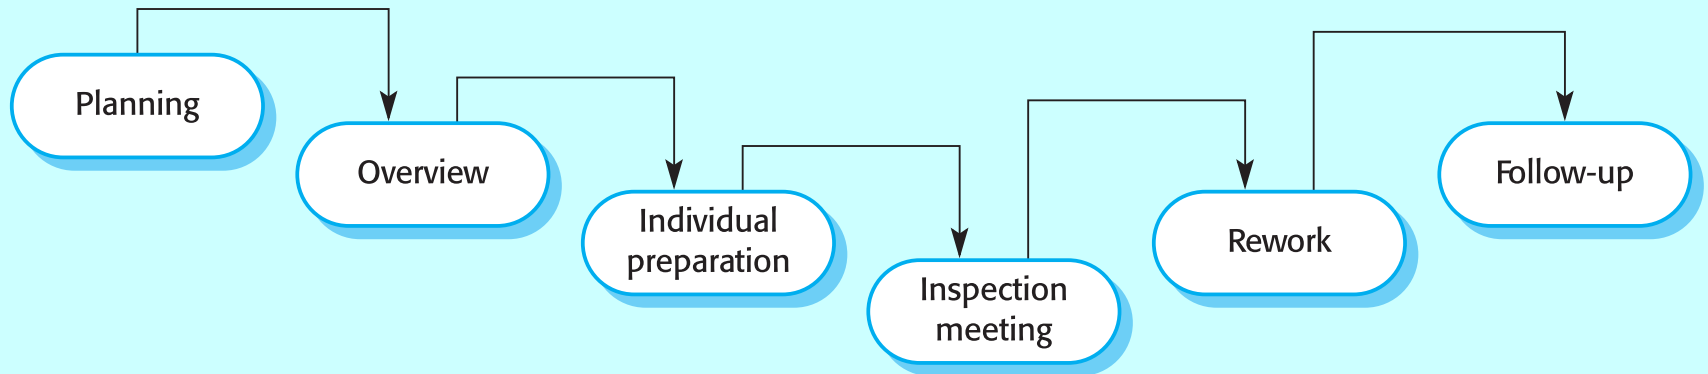 Planning
Overview
Individual
preparation
Inspection
meeting
Rework
Follow-up